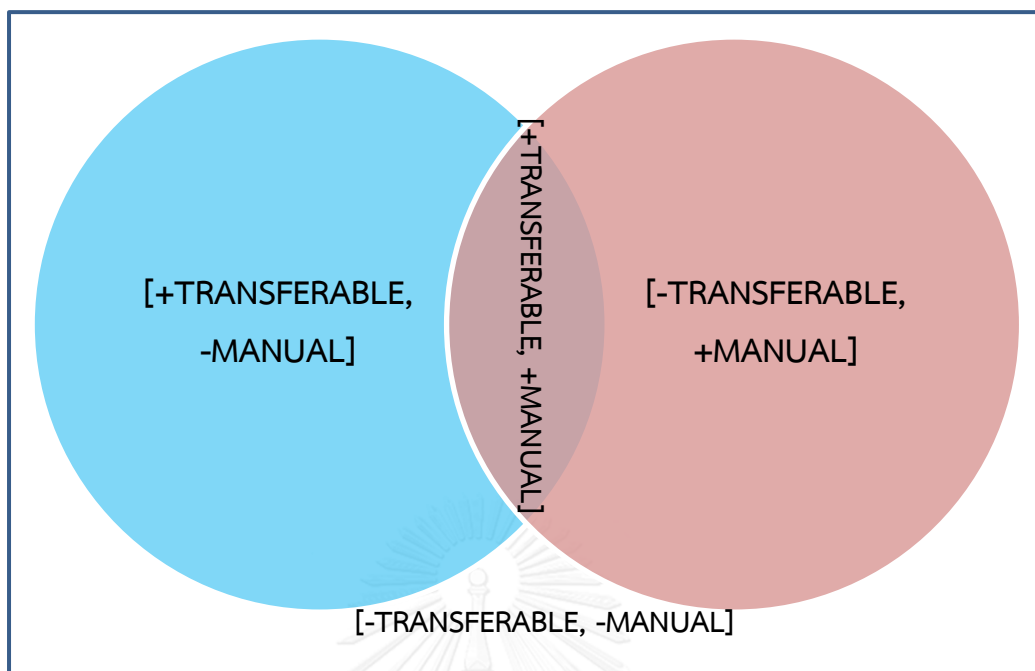 [+TRANSFERABLE,
-MANUAL]
[+TRANSFERABLE, +MANUAL]
[-TRANSFERABLE,
+MANUAL]
[-TRANSFERABLE, -MANUAL]